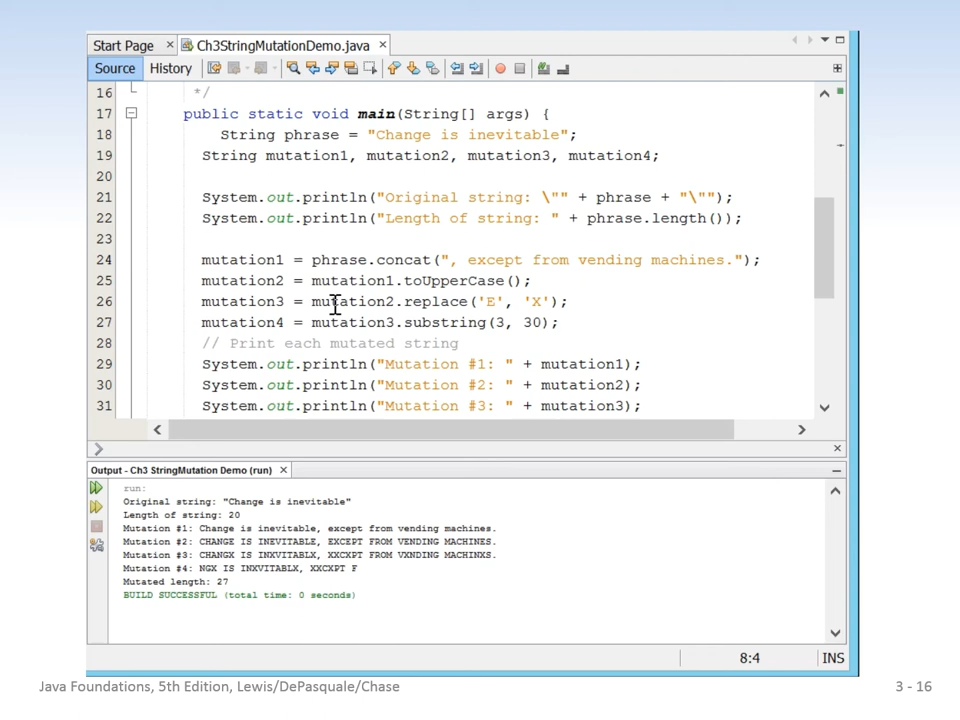 Start Page × Ch3StringMutationDemo.java ×
Source History
16 */
17 public static void main(String[] args) {
18 String phrase = "Change is inevitable";
19 String mutation1, mutation2, mutation3, mutation4;
20
21 System.out.println("Original string: \"" + phrase + "\"");
22 System.out.println("Length of string: " + phrase.length());
23
24 mutation1 = phrase.concat(", except from vending machines.");
25 mutation2 = mutation1.toUpperCase();
26 mutation3 = mutation2.replace('E', 'X');
27 mutation4 = mutation3.substring(3, 30);
28 // Print each mutated string
29 System.out.println("Mutation #1: " + mutation1);
30 System.out.println("Mutation #2: " + mutation2);
31 System.out.println("Mutation #3: " + mutation3);
Output - Ch3 StringMutation Demo (run) ×
run:
Original string: "Change is inevitable"
Length of string: 20
Mutation #1: Change is inevitable, except from vending machines.
Mutation #2: CHANGE IS INEVITABLE, EXCEPT FROM VENDING MACHINES.
Mutation #3: CHANGX IS INXVITABLX, XXCXPT FROM VXNDING MACHINXS.
Mutation #4: NGX IS INXVITABLX, XXCXPT F
Mutated length: 27
BUILD SUCCESSFUL (total time: 0 seconds)
8:4 INS
Java Foundations, 5th Edition, Lewis/DePasquale/Chase 3 - 16